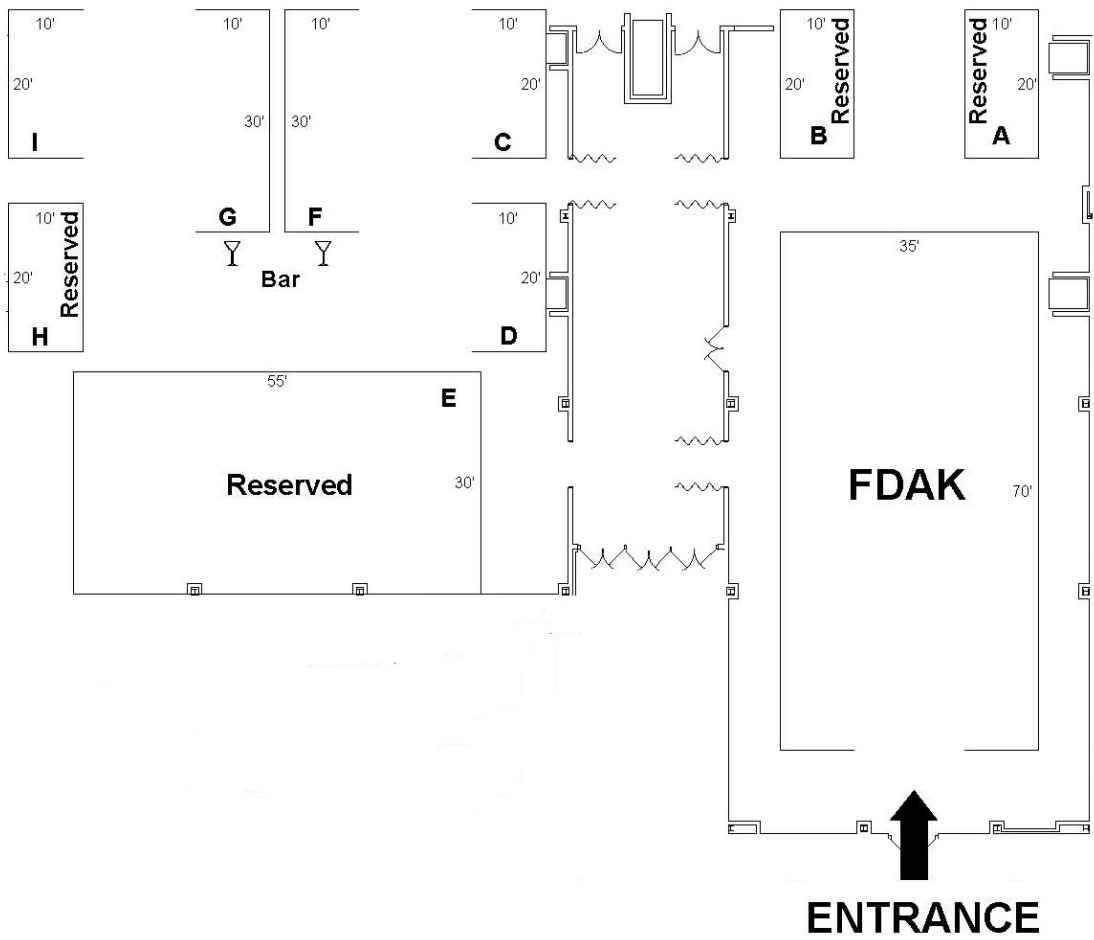 10'
10'
10'
10'
10'
10'
20'
30'
30'
20'
20'
Reserved
Reserved
20'
I
C
B
A
10'
G
F
10'
Reserved
20'
Bar
20'
H
D
35'
55'
E
Reserved
30'
FDAK
70'
ENTRANCE